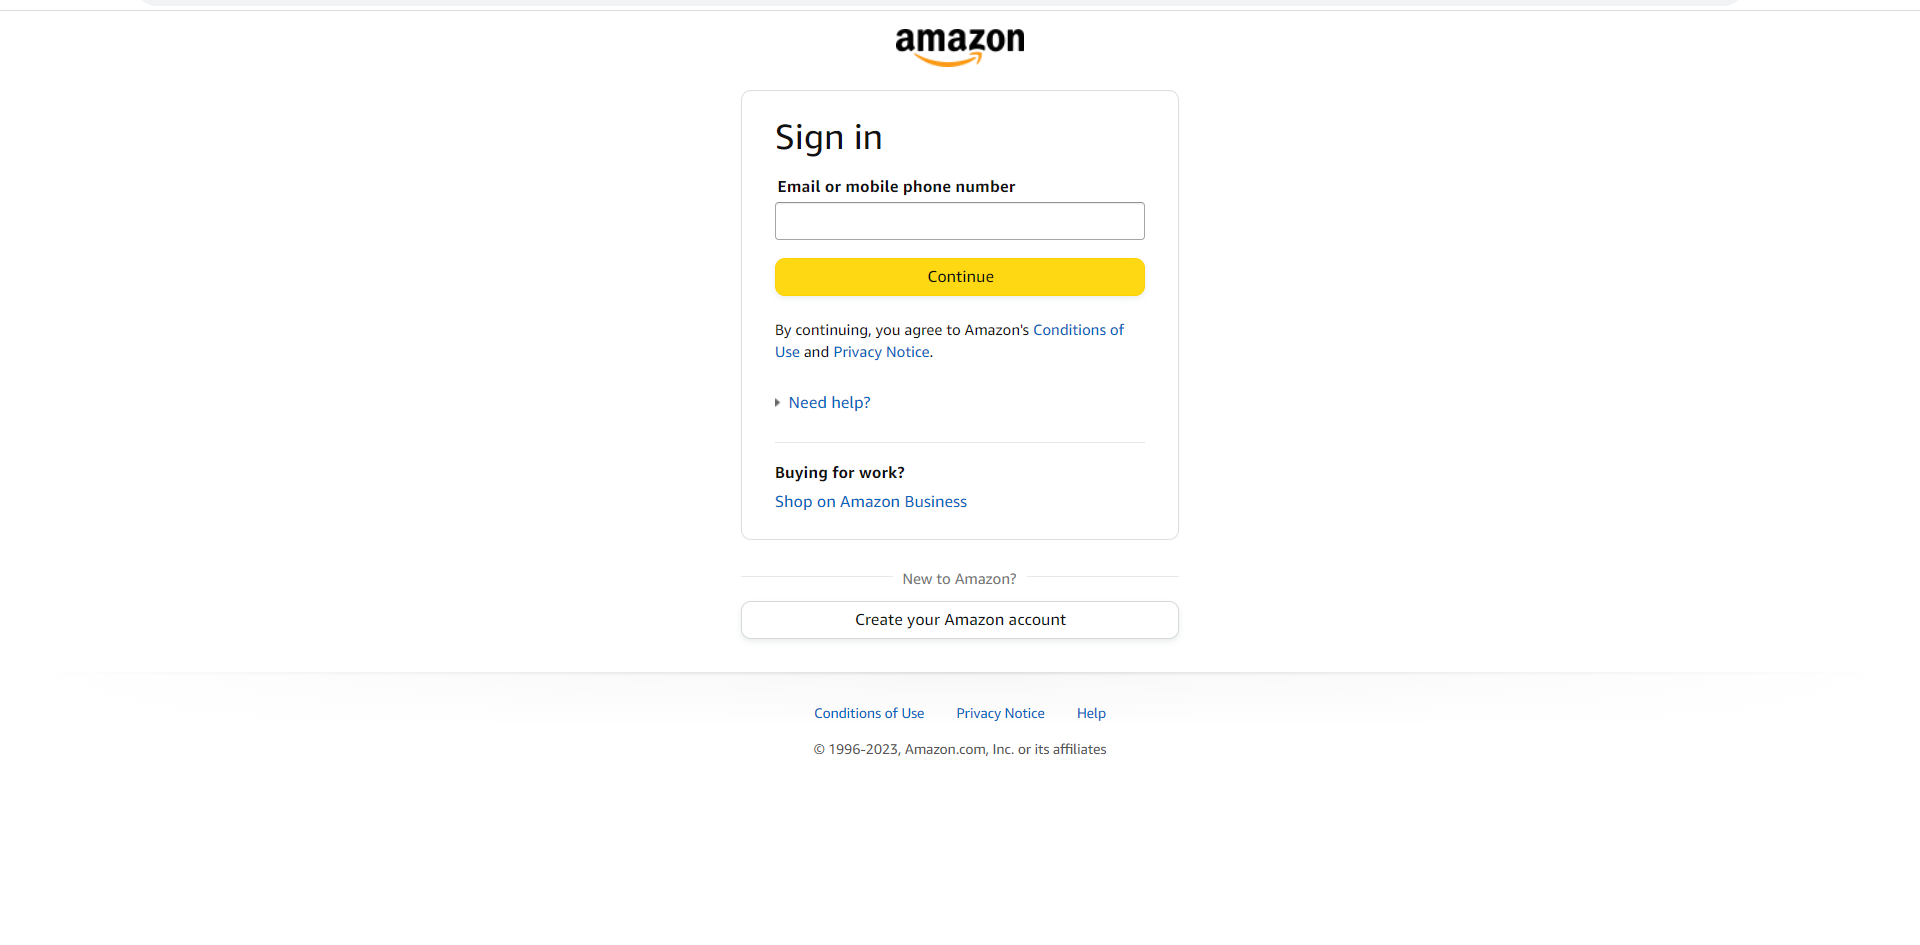 amazon
Sign in
Email or mobile phone number
Continue
By continuing, you agree to Amazon's Conditions of
Use and Privacy Notice.
Need help?
Buying for work?
Shop on Amazon Business
New to Amazon?
Create your Amazon account
Conditions of Use Privacy Notice Help
© 1996-2023, Amazon.com, Inc. or its affiliates